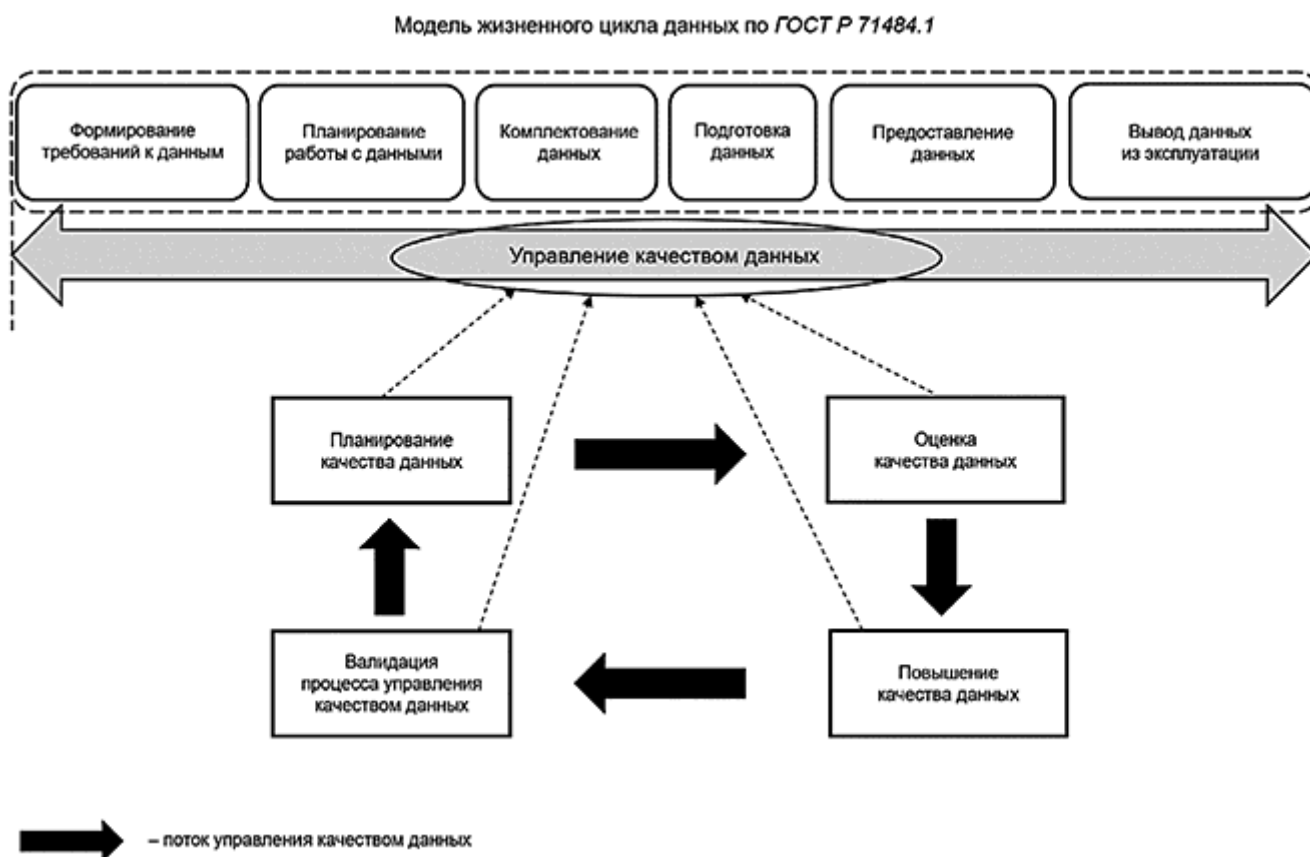 Модель жизненного цикла данных по ГОСТ Р 71484.1
Формирование
требований к данным
Планирование
работы с данными
Комплектование
данных
Подготовка
данных
Предоставление
данных
Вывод данных
из эксплуатации
Управление качеством данных
Планирование
качества данных
Оценка
качества данных
Валидация
процесса управления
качеством данных
Повышение
качества данных
– поток управления качеством данных